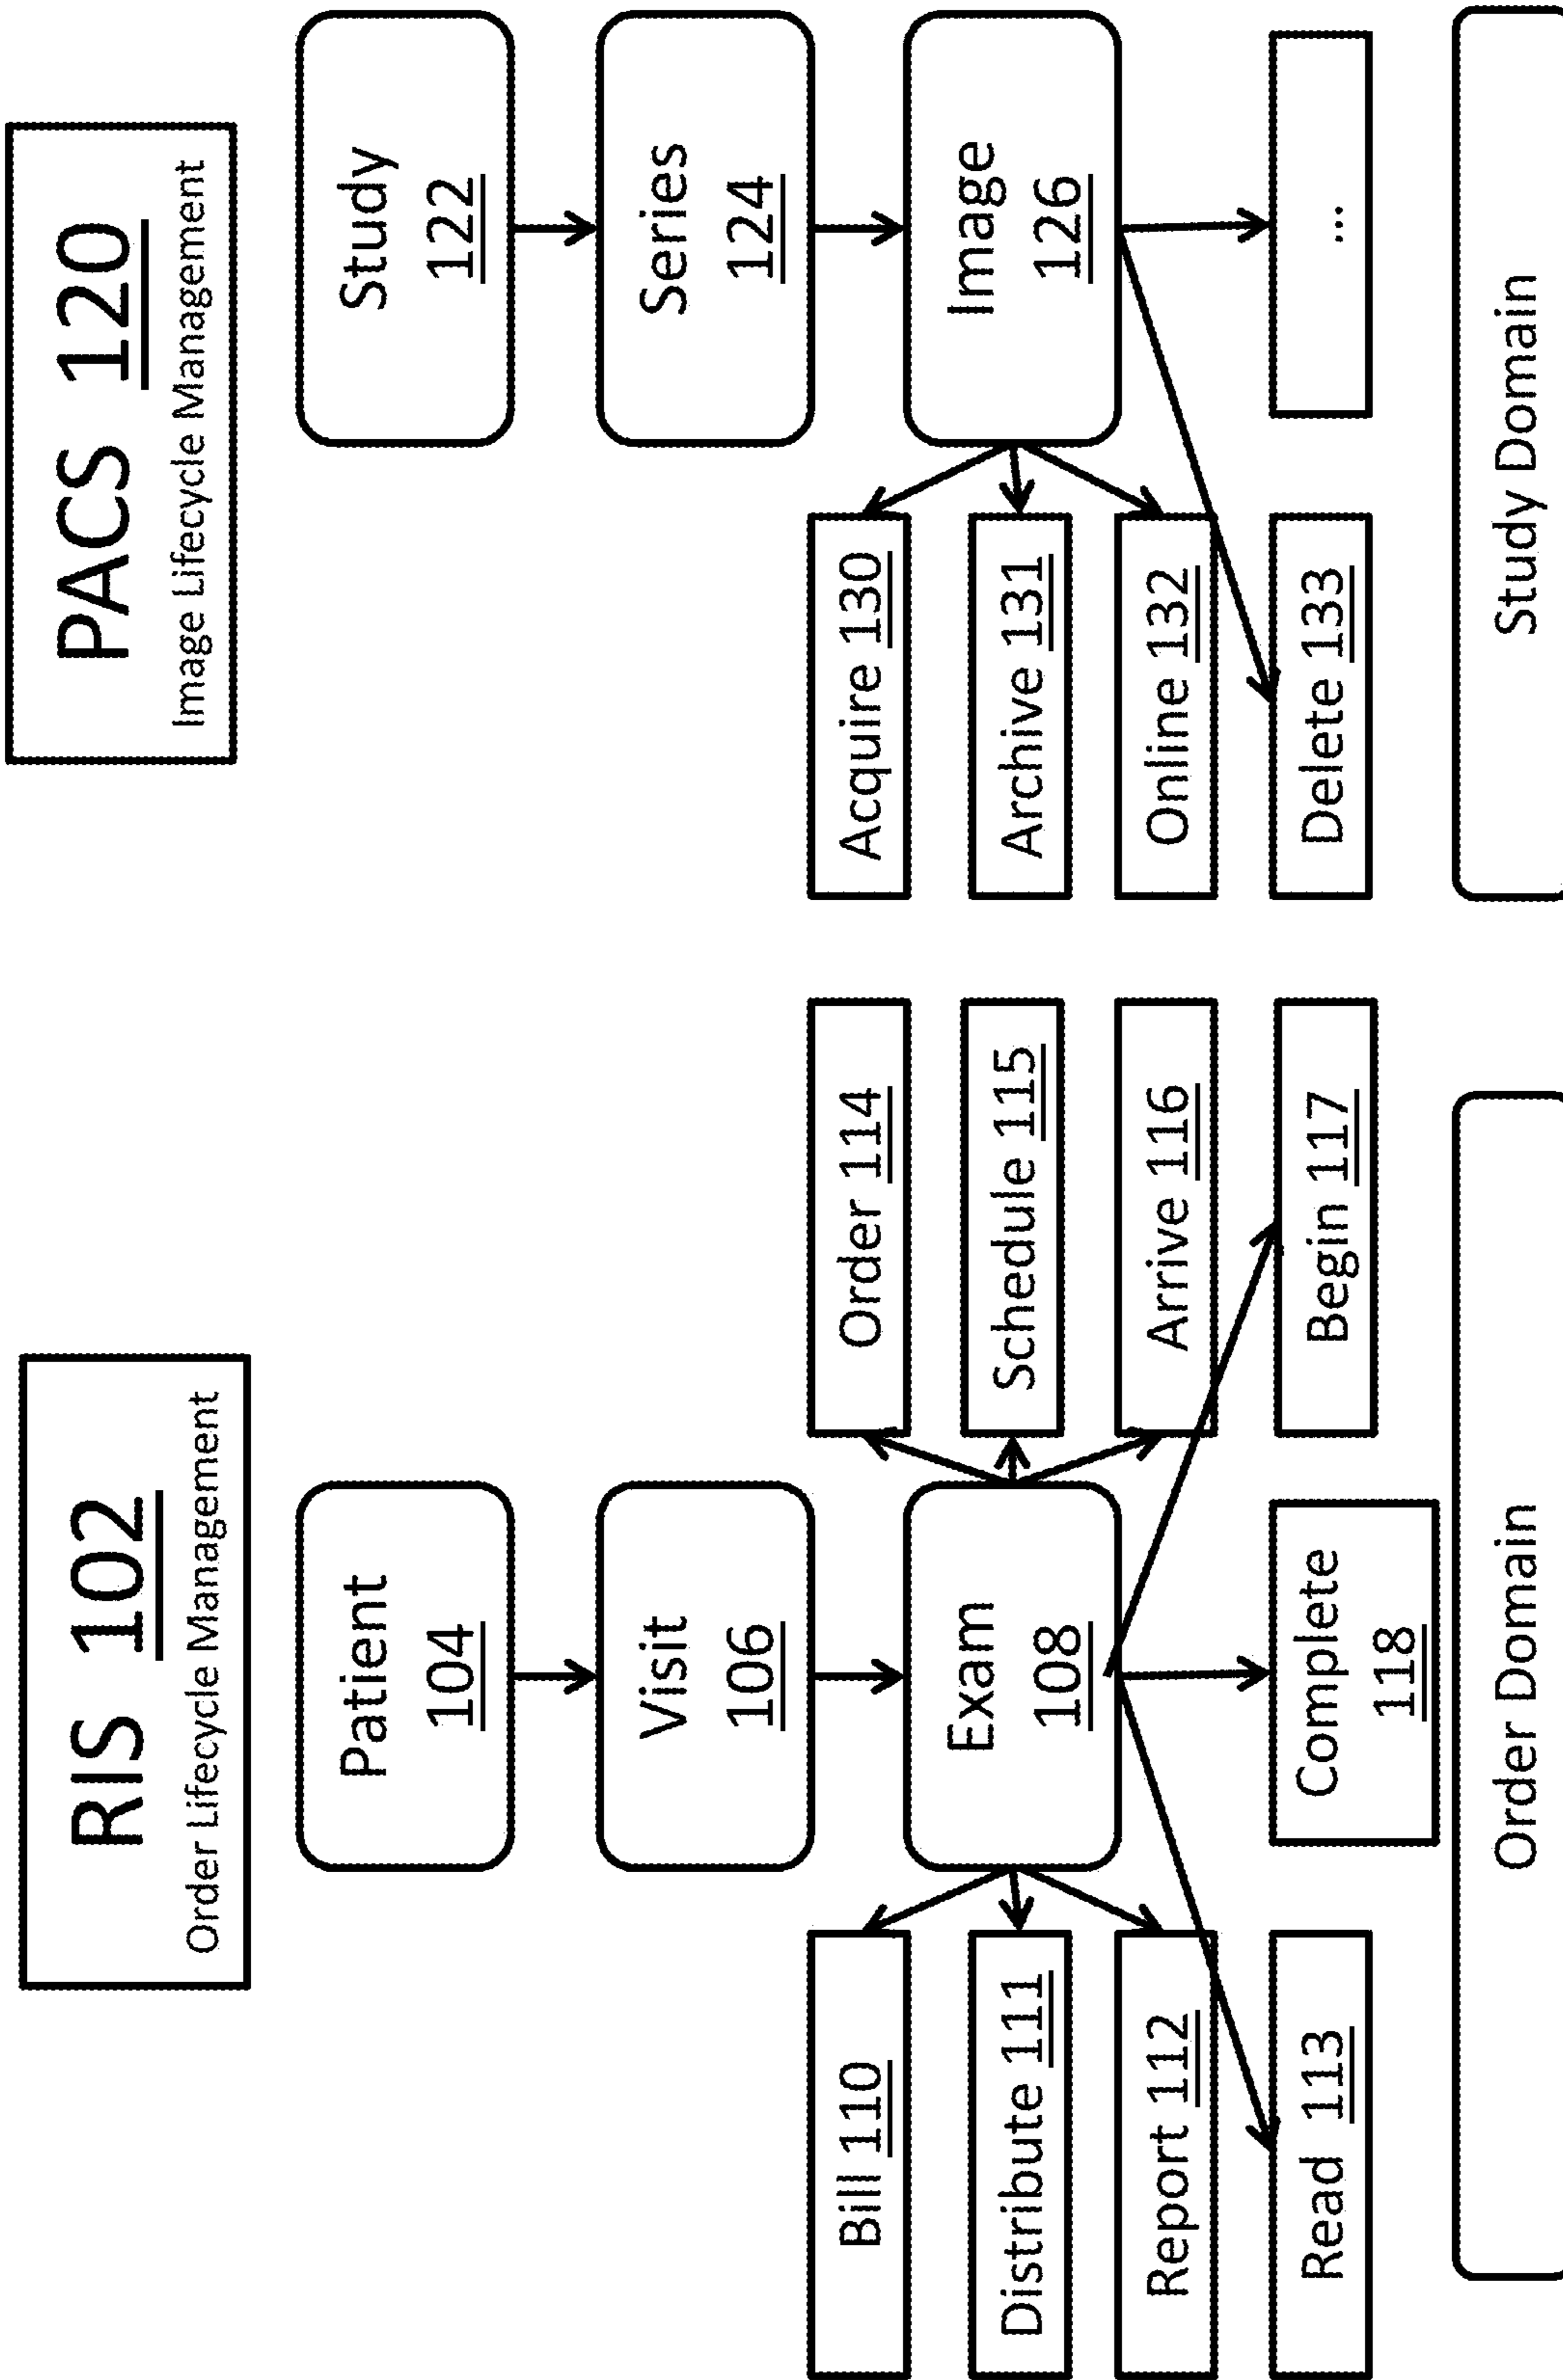 RIS 102
Order Lifecycle Management
Patient
104
Visit
106
Exam
108
Bill 110
Distribute 111
Report 112
Read 113
Order 114
Schedule 115
Arrive 116
Begin 117
Complete
118
Order Domain
PACS 120
Image Lifecycle Management
Study
122
Series
124
Image
126
Acquire 130
Archive 131
Online 132
Delete 133
...
Study Domain